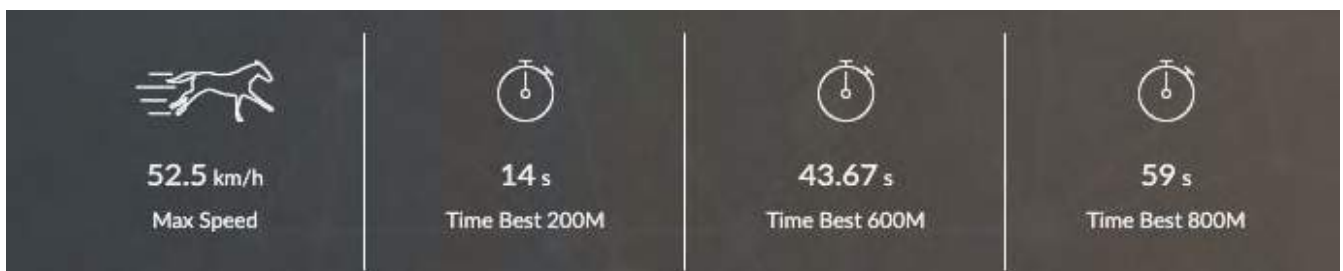 52.5 km/h
Max Speed
14 s
Time Best 200M
43.67 s
Time Best 600M
59 s
Time Best 800M